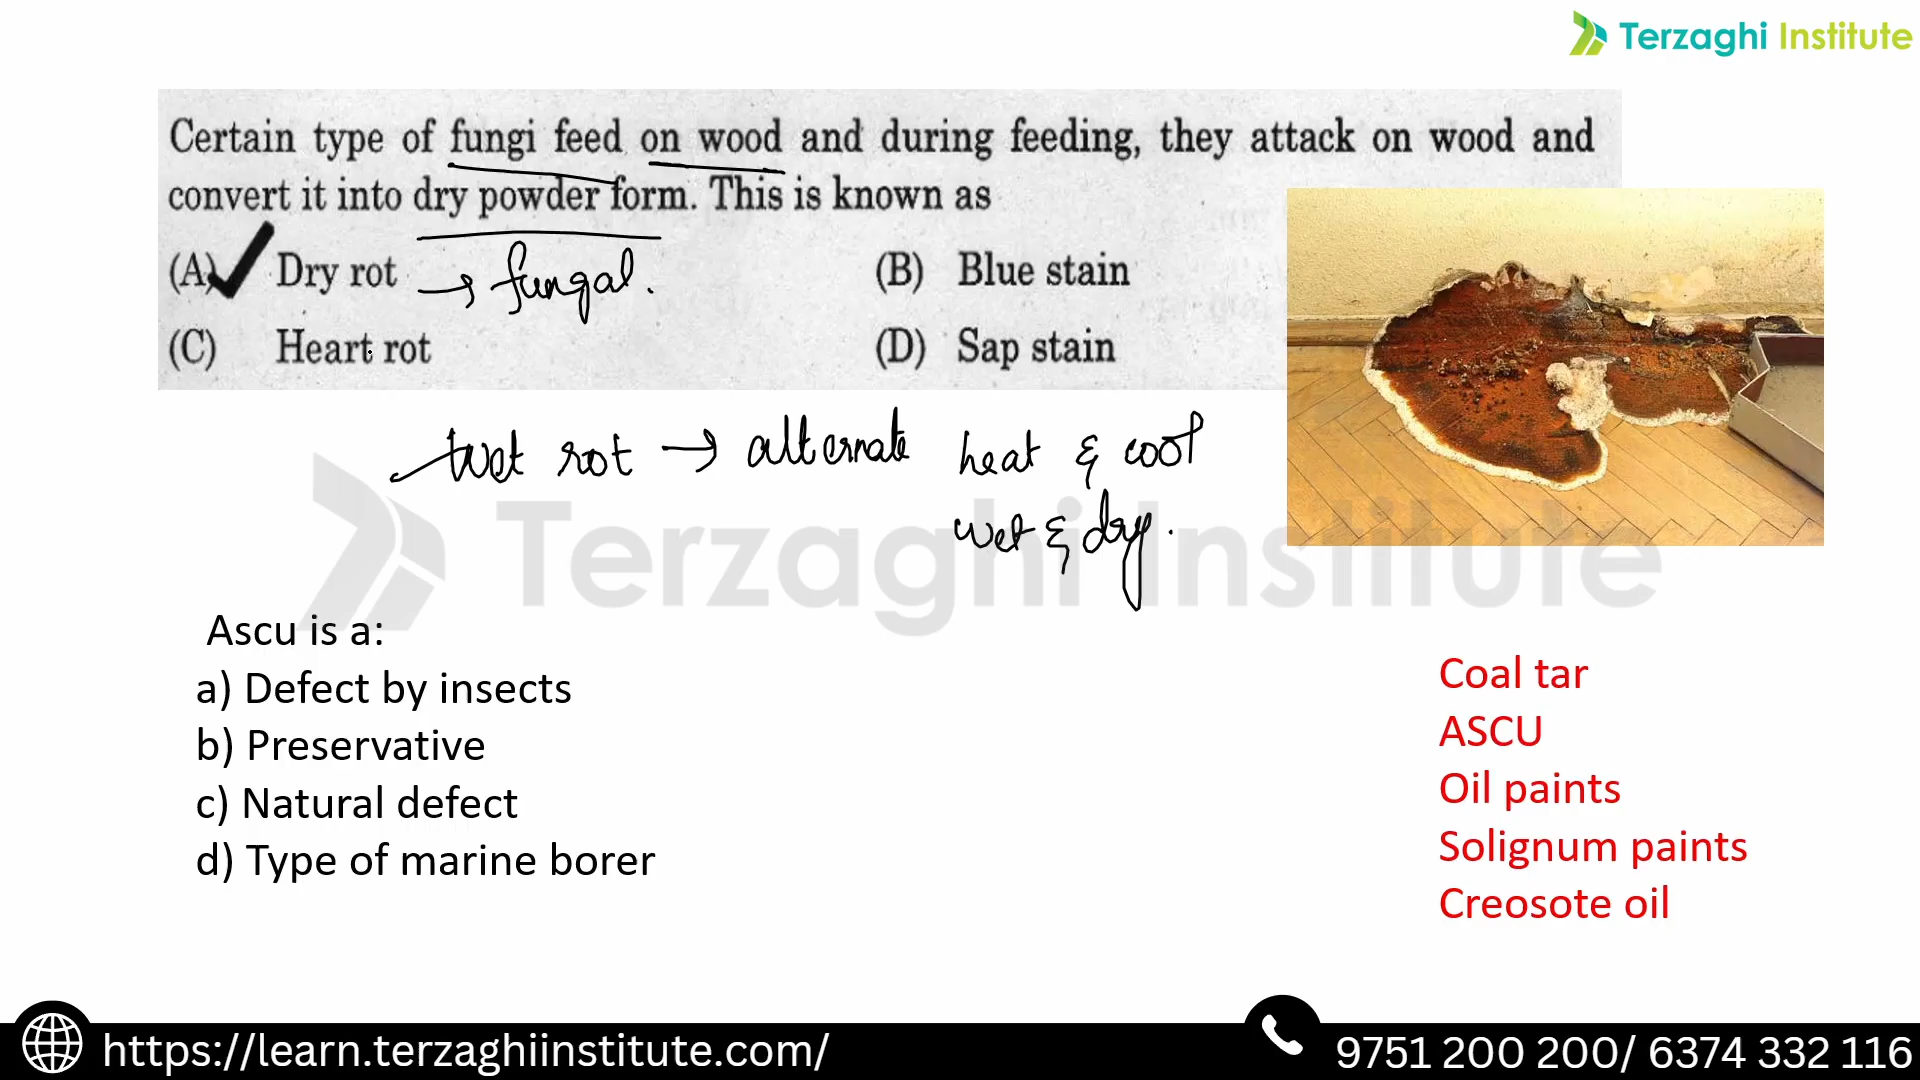 Terzaghi Institute
Certain type of fungi feed on wood and during feeding, they attack on wood and
convert it into dry powder form. This is known as
(A) Dry rot → fungal.
(B) Blue stain
(C) Heart rot
(D) Sap stain
wet rot → alternate heat & cool
wet & dry.
Terzaghi Institute
Ascu is a:
a) Defect by insects
b) Preservative
c) Natural defect
d) Type of marine borer
Coal tar
ASCU
Oil paints
Solignum paints
Creosote oil
https://learn.terzaghiinstitute.com/
9751 200 200/ 6374 332 116